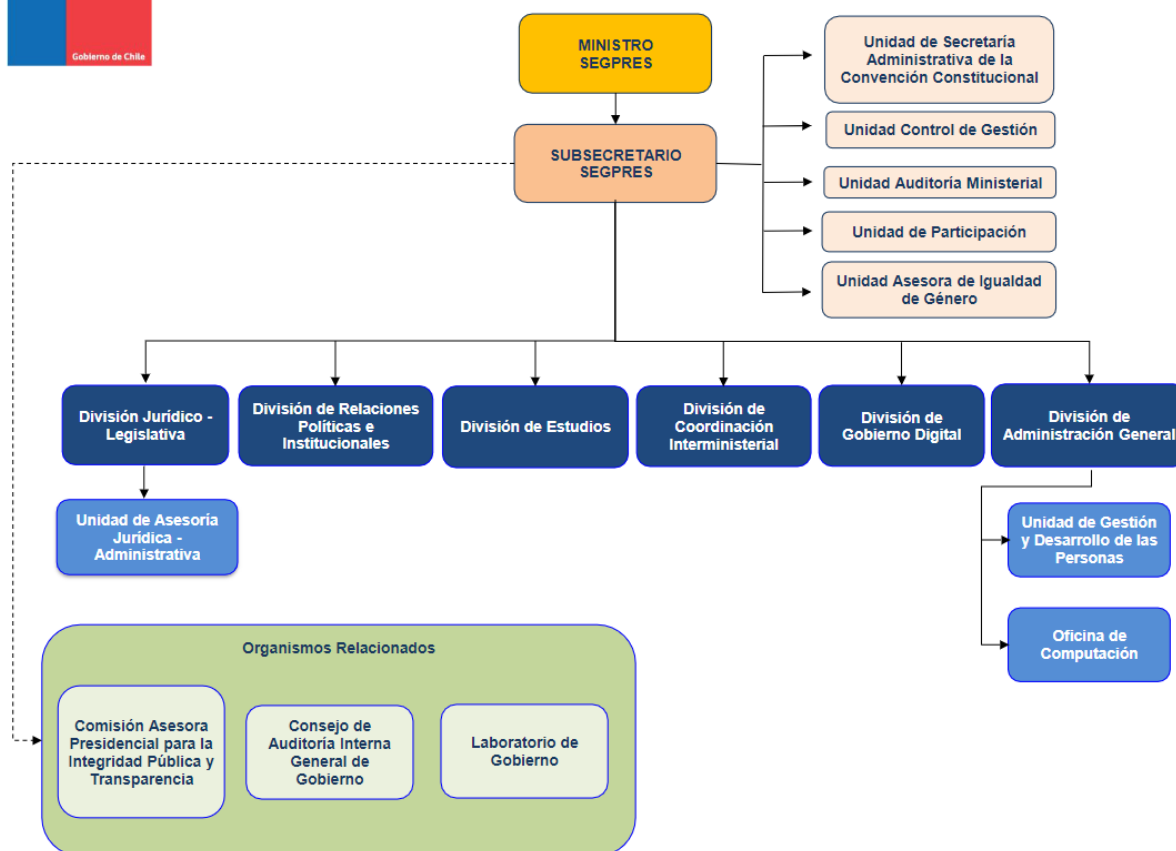 Gobierno de Chile
MINISTRO
SEGPRES
SUBSECRETARIO
SEGPRES
Unidad de Secretaría
Administrativa de la
Convención Constitucional
Unidad Control de Gestión
Unidad Auditoría Ministerial
Unidad de Participación
Unidad Asesora de Igualdad
de Género
División Jurídico -
Legislativa
División de Relaciones
Políticas e
Institucionales
División de Estudios
División de
Coordinación
Interministerial
División de
Gobierno Digital
División de
Administración General
Unidad de Asesoría
Jurídica -
Administrativa
Unidad de Gestión
y Desarrollo de las
Personas
Oficina de
Computación
Organismos Relacionados
Comisión Asesora
Presidencial para la
Integridad Pública y
Transparencia
Consejo de
Auditoría Interna
General de
Gobierno
Laboratorio de
Gobierno